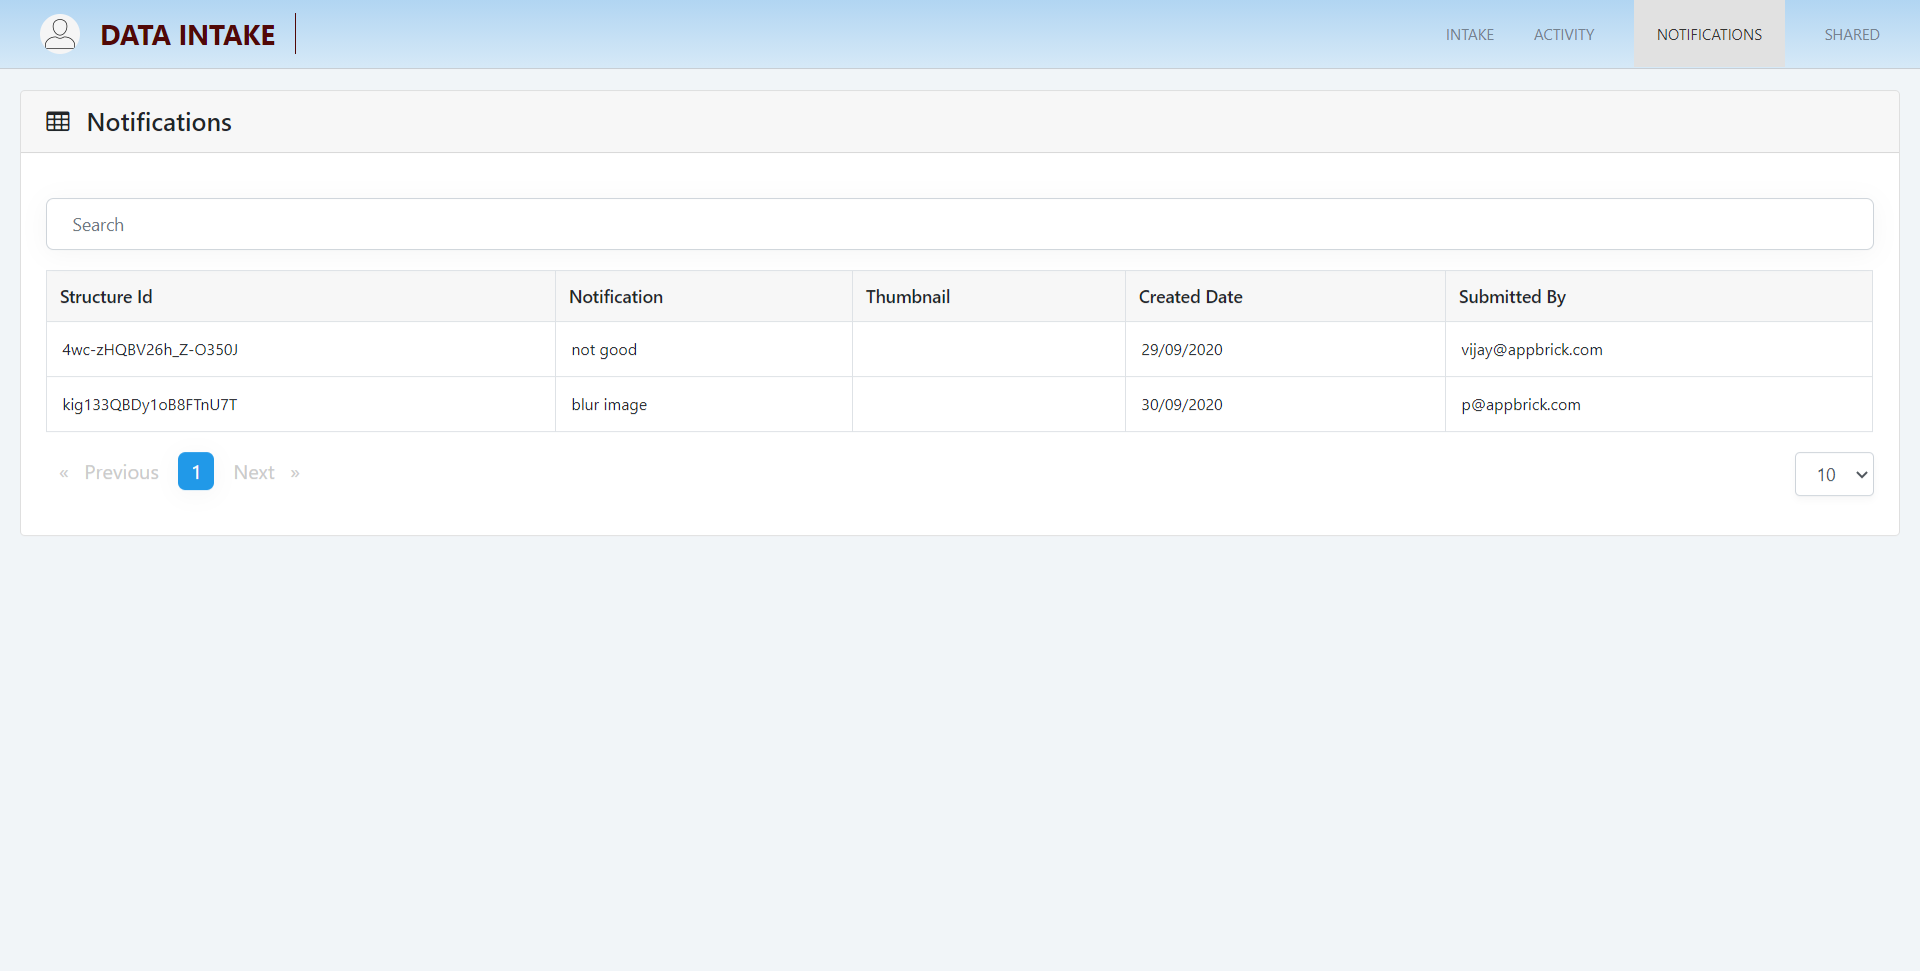 DATA INTAKE
INTAKE ACTIVITY NOTIFICATIONS SHARED
Notifications
Search
Structure Id Notification Thumbnail Created Date Submitted By
4wc-zHQBV26h_Z-O350J not good 29/09/2020 vijay@appbrick.com
kig133QBDy1oB8FTnU7T blur image 30/09/2020 p@appbrick.com
« Previous 1 Next » 10